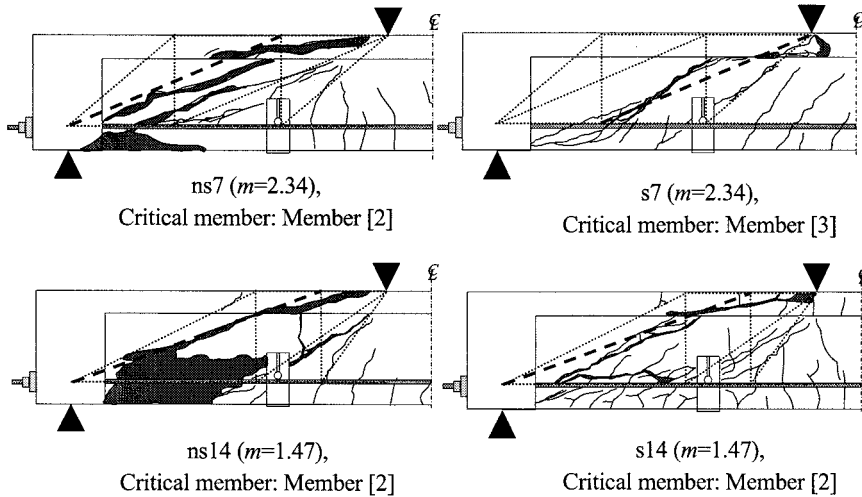 ℄
℄
ns7 (m=2.34),
Critical member: Member [2]
s7 (m=2.34),
Critical member: Member [3]
℄
℄
ns14 (m=1.47),
Critical member: Member [2]
s14 (m=1.47),
Critical member: Member [2]